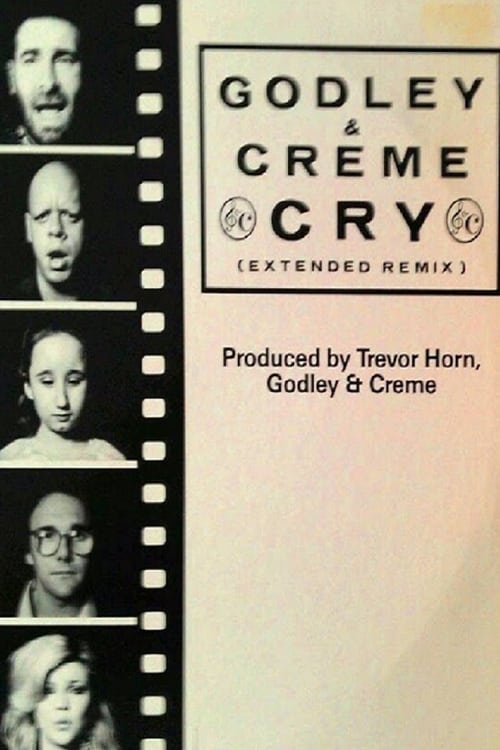 GODLEY
&
CREME
CRY
(EXTENDED REMIX)
Produced by Trevor Horn,
Godley & Creme